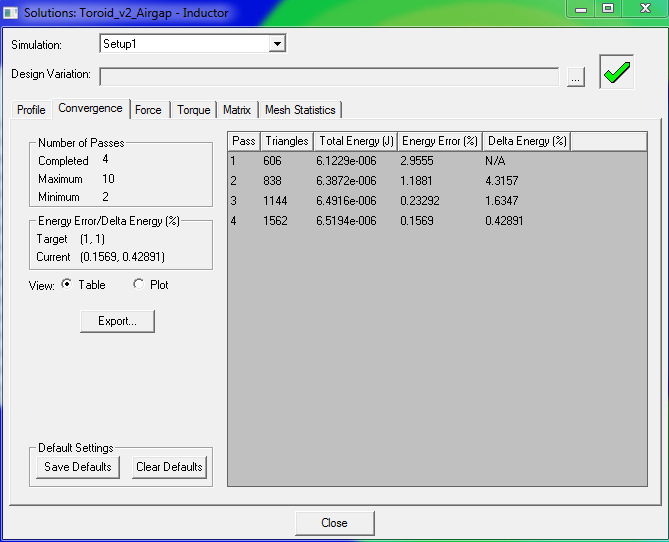 Solutions: Toroid_v2_Airgap - Inductor
Simulation: Setup1
Design Variation: ...
Profile Convergence Force Torque Matrix Mesh Statistics
Number of Passes
Completed 4
Maximum 10
Minimum 2
Energy Error/Delta Energy (%)
Target (1, 1)
Current (0.1569, 0.42891)
View: Table Plot
Export...
Default Settings
Save Defaults Clear Defaults
Pass Triangles Total Energy (J) Energy Error (%) Delta Energy (%)
1 606 6.1229e-006 2.9555 N/A
2 838 6.3872e-006 1.1881 4.3157
3 1144 6.4916e-006 0.23292 1.6347
4 1562 6.5194e-006 0.1569 0.42891
Close